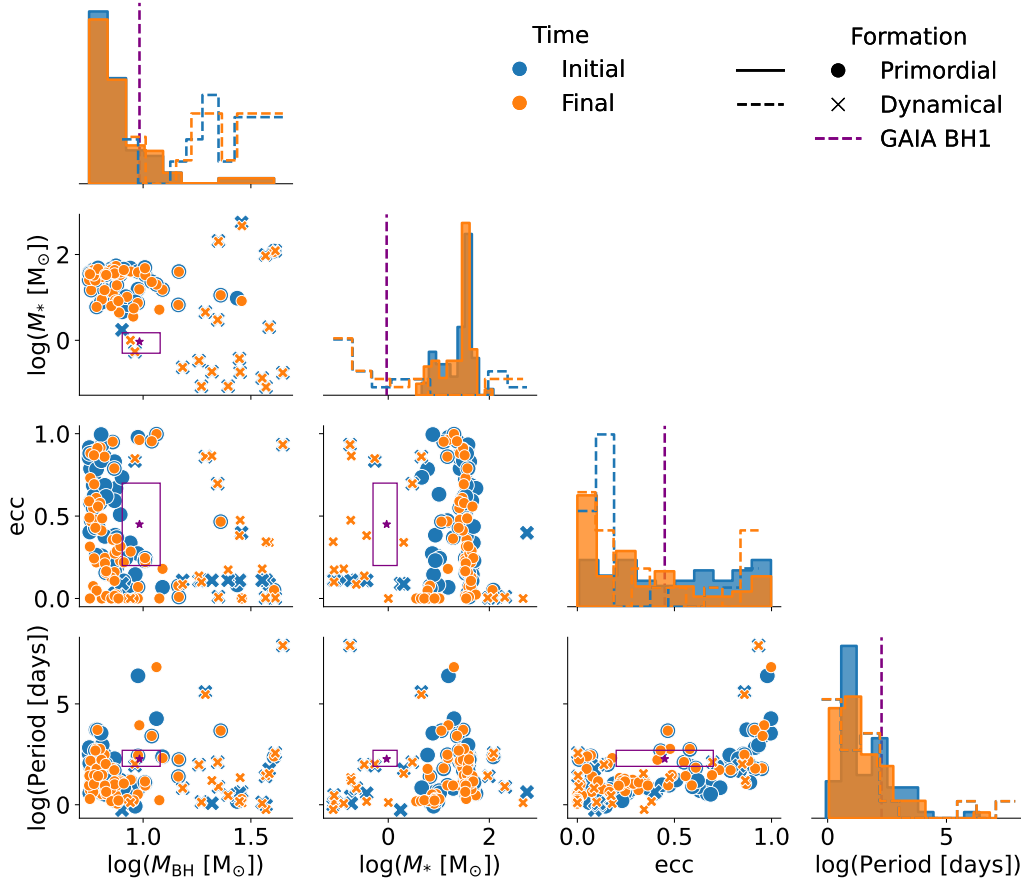 Time
Initial
Final
Formation
Primordial
Dynamical
GAIA BH1
log(M* [M⊙])
2
0
ecc
1.0
0.5
0.0
log(Period [days])
5
0
1.0 1.5
log(MBH [M⊙])
0 2
log(M* [M⊙])
0.0 0.5 1.0
ecc
0 5
log(Period [days])